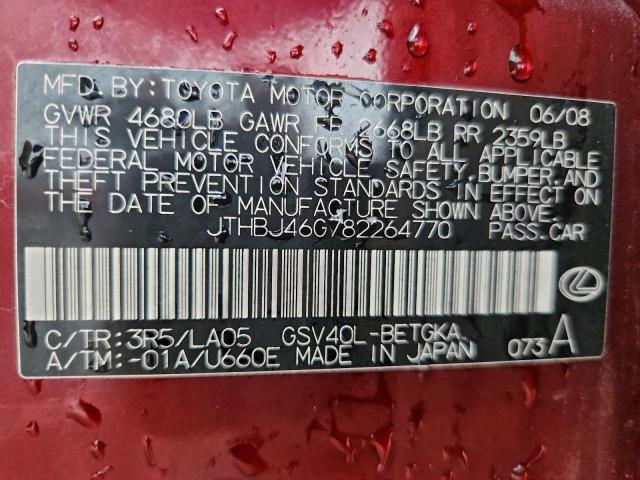 MFD. BY: TOYOTA MOTOR CORPORATION 06/08
GVWR 4680LB GAWR FR 2668LB RR 2359LB
THIS VEHICLE CONFORMS TO ALL APPLICABLE
FEDERAL MOTOR VEHICLE SAFETY, BUMPER, AND
THEFT PREVENTION STANDARDS IN EFFECT ON
THE DATE OF MANUFACTURE SHOWN ABOVE.
JTHBJ46G782264770 PASS.CAR
C/TR: 3R5/LA05 GSV40L-BETGKA
A/TM: -01A/U660E MADE IN JAPAN 073 A